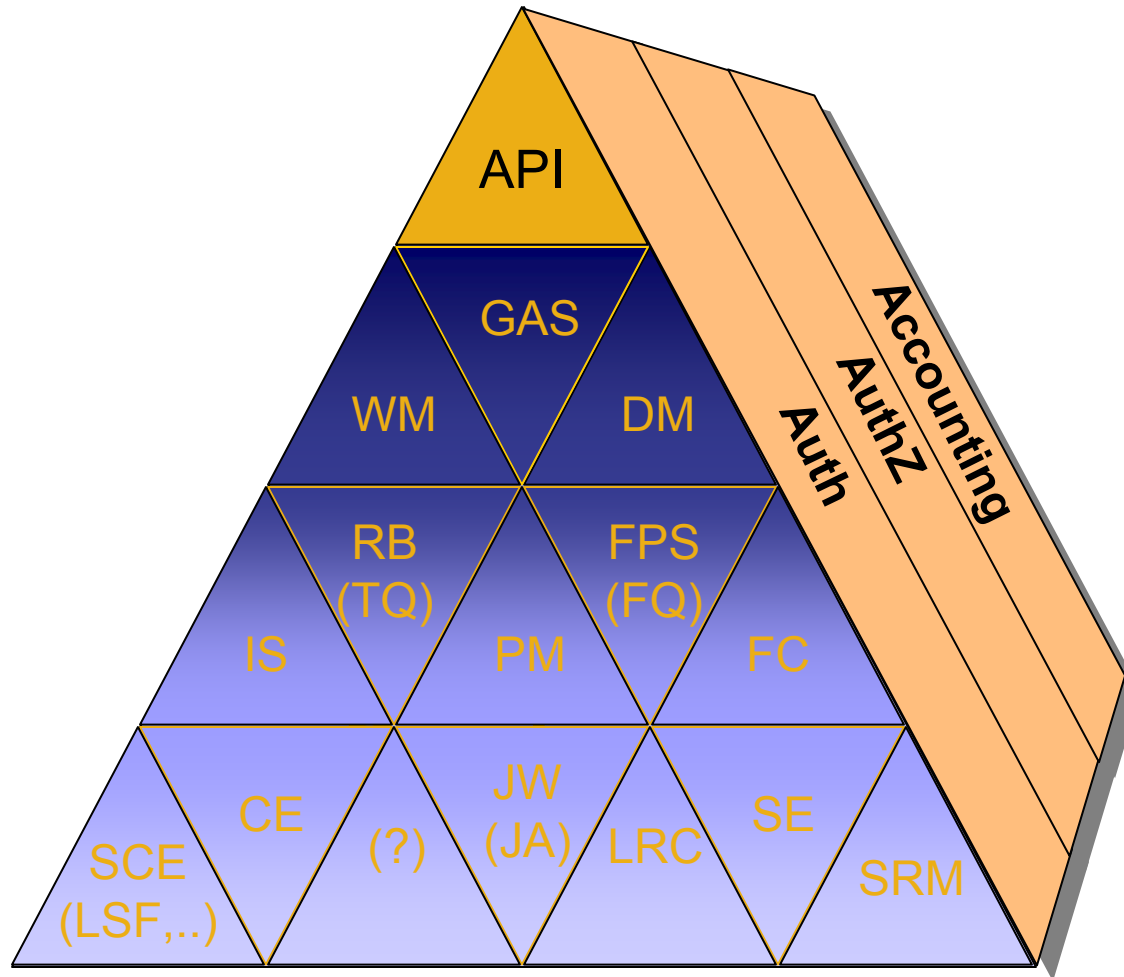 API
GAS
WM
DM
RB
(TQ)
FPS
(FQ)
IS
PM
FC
CE
JW
(JA)
SE
SCE
(LSF,..)
(?)
LRC
SRM
Auth
AuthZ
Accounting